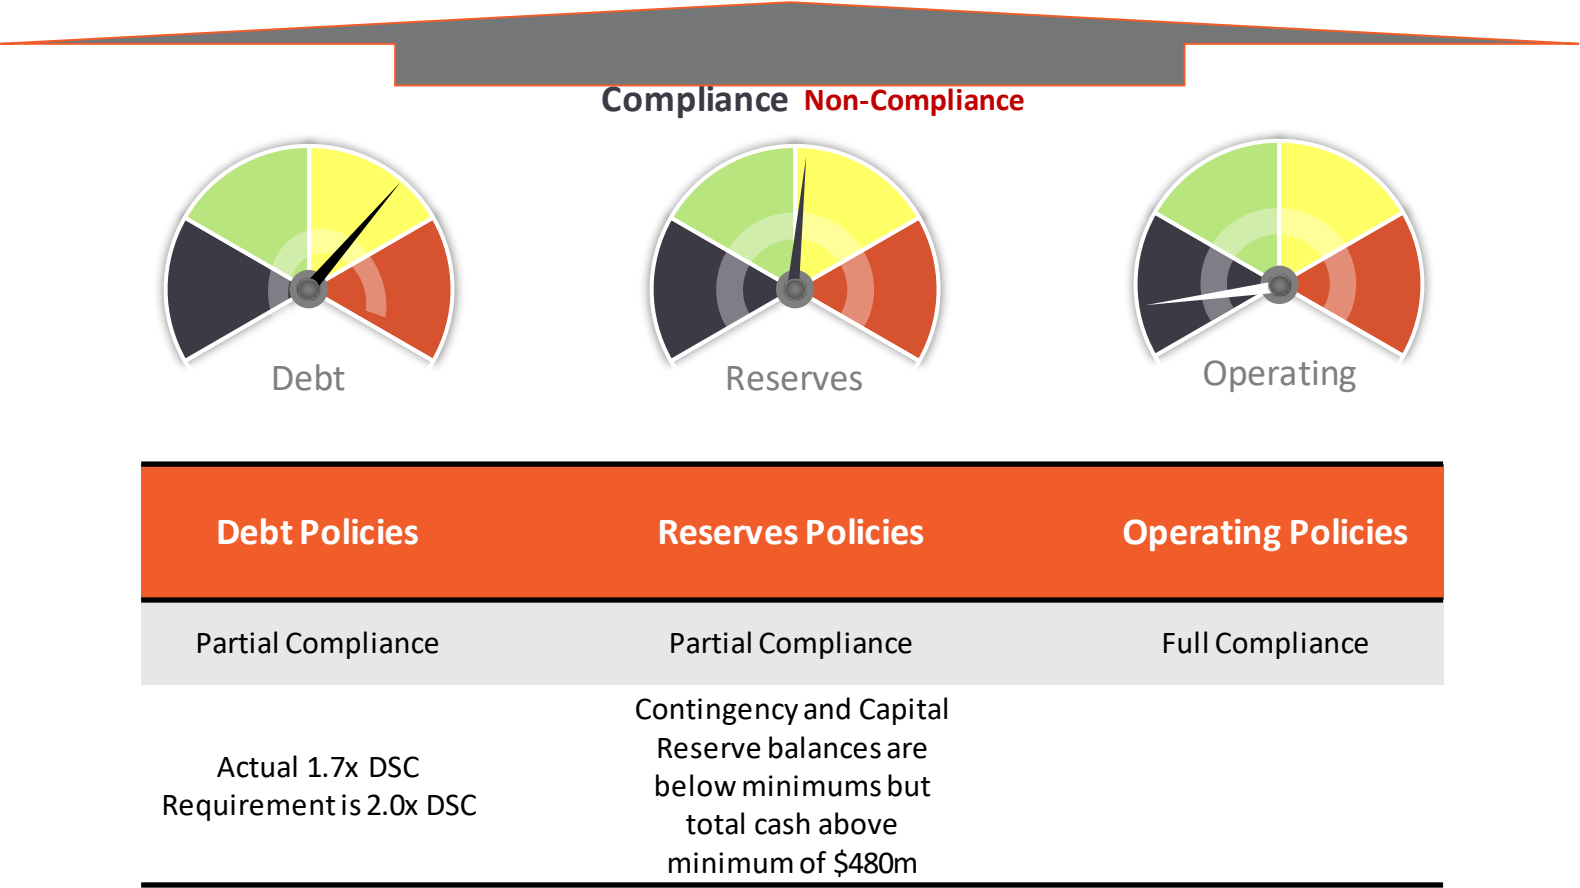 Compliance Non-Compliance
Debt
Reserves
Operating
Debt Policies
Reserves Policies
Operating Policies
Partial Compliance
Partial Compliance
Full Compliance
Actual 1.7x DSC
Requirement is 2.0x DSC
Contingency and Capital
Reserve balances are
below minimums but
total cash above
minimum of $480m